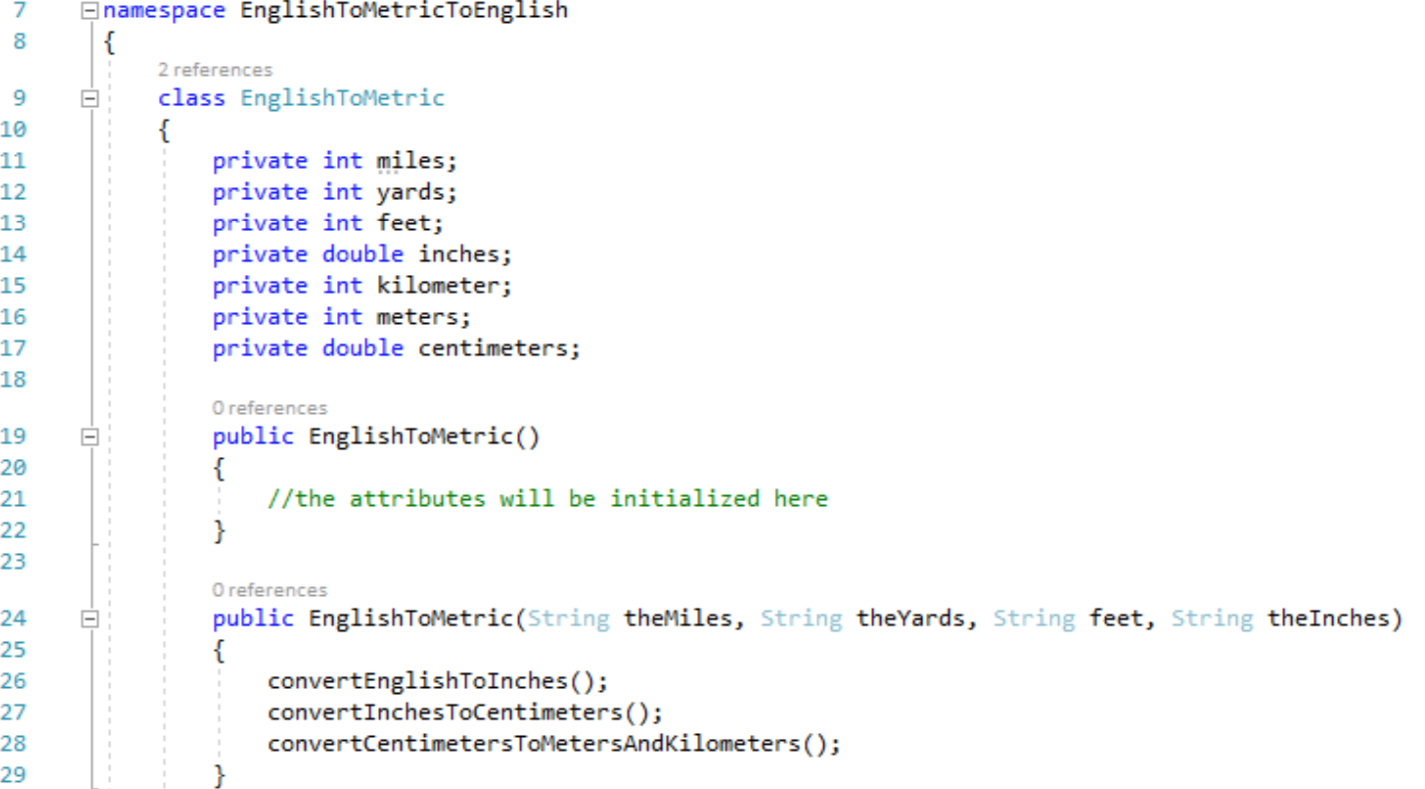 7 namespace EnglishToMetricToEnglish
8 {
2 references
9 class EnglishToMetric
10 {
11 private int miles;
12 private int yards;
13 private int feet;
14 private double inches;
15 private int kilometer;
16 private int meters;
17 private double centimeters;
18
0 references
19 public EnglishToMetric()
20 {
21 //the attributes will be initialized here
22 }
23
0 references
24 public EnglishToMetric(String theMiles, String theYards, String feet, String theInches)
25 {
26 convertEnglishToInches();
27 convertInchesToCentimeters();
28 convertCentimetersToMetersAndKilometers();
29 }